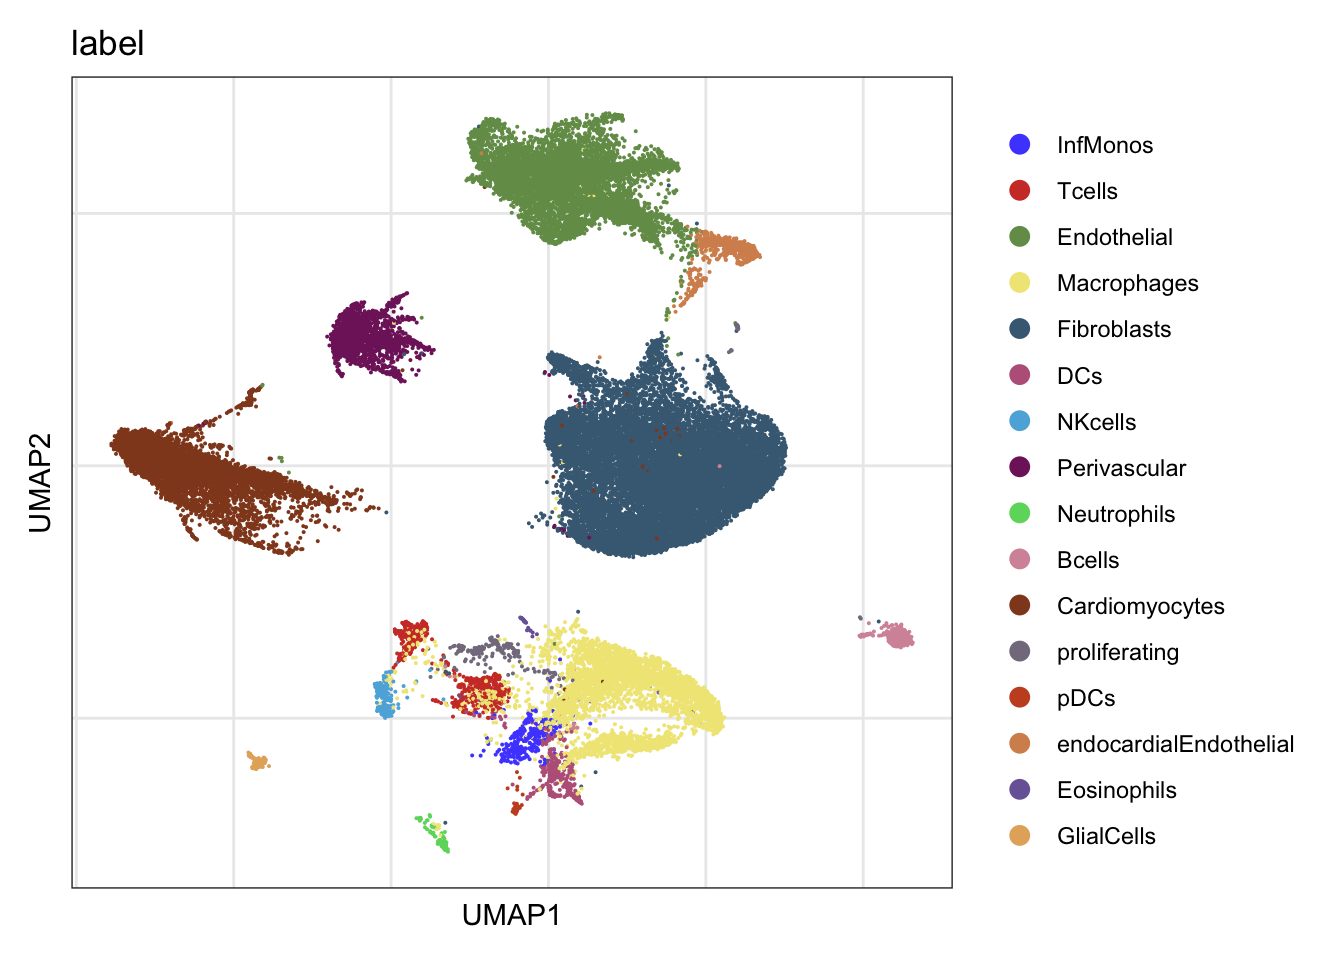 label
InfMonos
Tcells
Endothelial
Macrophages
Fibroblasts
DCs
NKcells
Perivascular
Neutrophils
Bcells
Cardiomyocytes
proliferating
pDCs
endocardialEndothelial
Eosinophils
GlialCells
UMAP2
UMAP1